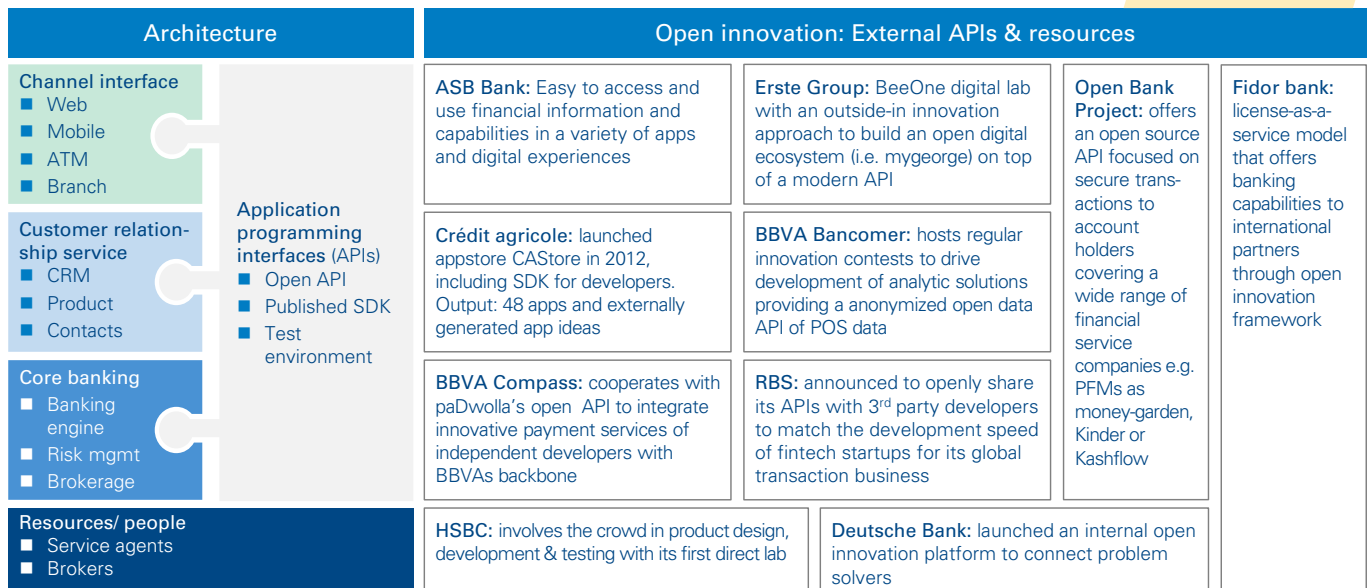 Architecture
Open innovation: External APIs & resources
Channel interface
Web
Mobile
ATM
Branch
Customer relation-
ship service
CRM
Product
Contacts
Core banking
Banking
engine
Risk mgmt
Brokerage
Resources/ people
Service agents
Brokers
Application
programming
interfaces (APIs)
Open API
Published SDK
Test
environment
ASB Bank: Easy to access and
use financial information and
capabilities in a variety of apps
and digital experiences
Erste Group: BeeOne digital lab
with an outside-in innovation
approach to build an open digital
ecosystem (i.e. mygeorge) on top
of a modern API
Crédit agricole: launched
appstore CAStore in 2012,
including SDK for developers.
Output: 48 apps and externally
generated app ideas
BBVA Bancomer: hosts regular
innovation contests to drive
development of analytic solutions
providing a anonymized open data
API of POS data
BBVA Compass: cooperates with
paDwolla's open API to integrate
innovative payment services of
independent developers with
BBVAs backbone
RBS: announced to openly share
its APIs with 3rd party developers
to match the development speed
of fintech startups for its global
transaction business
Open Bank
Project: offers
an open source
API focused on
secure trans-
actions to
account
holders
covering a
wide range of
financial
service
companies e.g.
PFMs as
money-garden,
Kinder or
Kashflow
Fidor bank:
license-as-a-
service model
that offers
banking
capabilities to
international
partners
through open
innovation
framework
HSBC: involves the crowd in product design,
development & testing with its first direct lab
Deutsche Bank: launched an internal open
innovation platform to connect problem
solvers